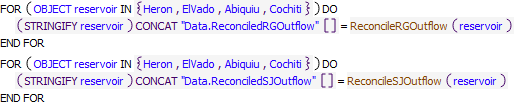 FOR ( OBJECT reservoir IN { Heron , ElVado , Abiquiu , Cochiti } ) DO
( STRINGIFY reservoir ) CONCAT "Data.ReconciledRGOutflow" [ ] = ReconcileRGOutflow ( reservoir )
END FOR
FOR ( OBJECT reservoir IN { Heron , ElVado , Abiquiu , Cochiti } ) DO
( STRINGIFY reservoir ) CONCAT "Data.ReconciledSJOutflow" [ ] = ReconcileSJOutflow ( reservoir )
END FOR